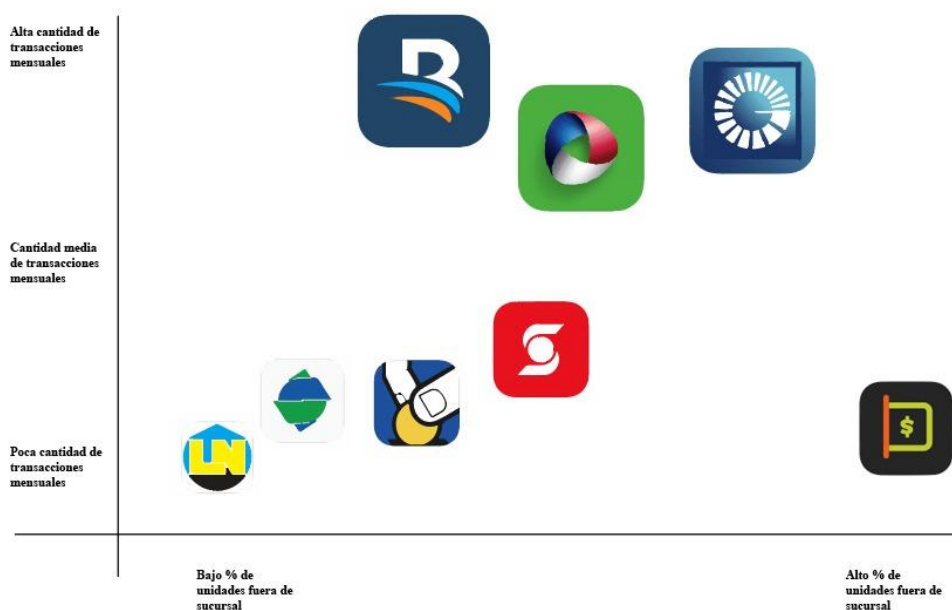 Alta cantidad de
transacciones
mensuales
B
Cantidad media
de transacciones
mensuales
S
$
LN
Poca cantidad de
transacciones
mensuales
Bajo % de
unidades fuera de
sucursal
Alto % de
unidades fuera de
sucursal